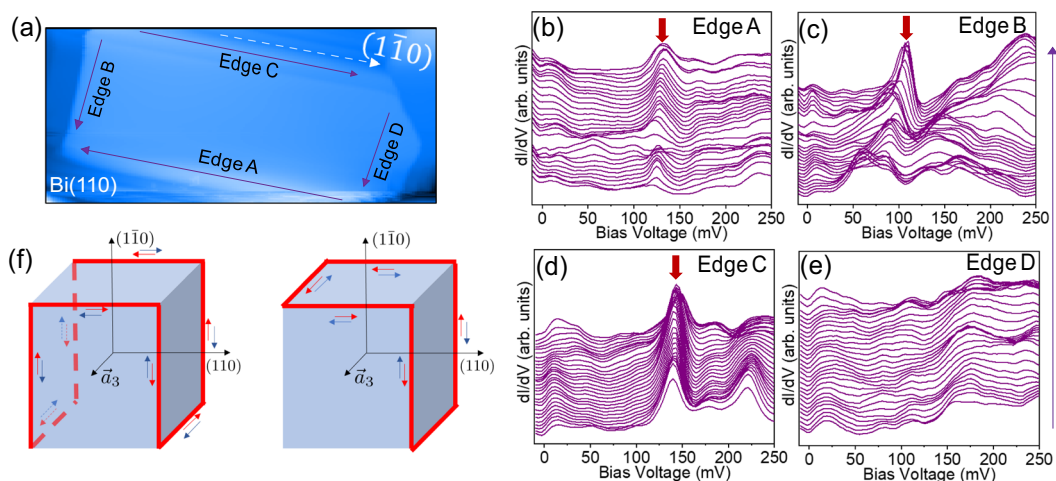 (a)
(11̄0)
Edge C
Edge B
Edge D
Edge A
Bi(110)
(b)
Edge A
dI/dV (arb. units)
0 50 100 150 200 250
Bias Voltage (mV)
(c)
Edge B
dI/dV (arb. units)
0 50 100 150 200 250
Bias Voltage (mV)
(d)
Edge C
dI/dV (arb. units)
0 50 100 150 200 250
Bias Voltage (mV)
(e)
Edge D
dI/dV (arb. units)
0 50 100 150 200 250
Bias Voltage (mV)
(f)
(11̄0)
(110)
a⃗₃
(11̄0)
(110)
a⃗₃